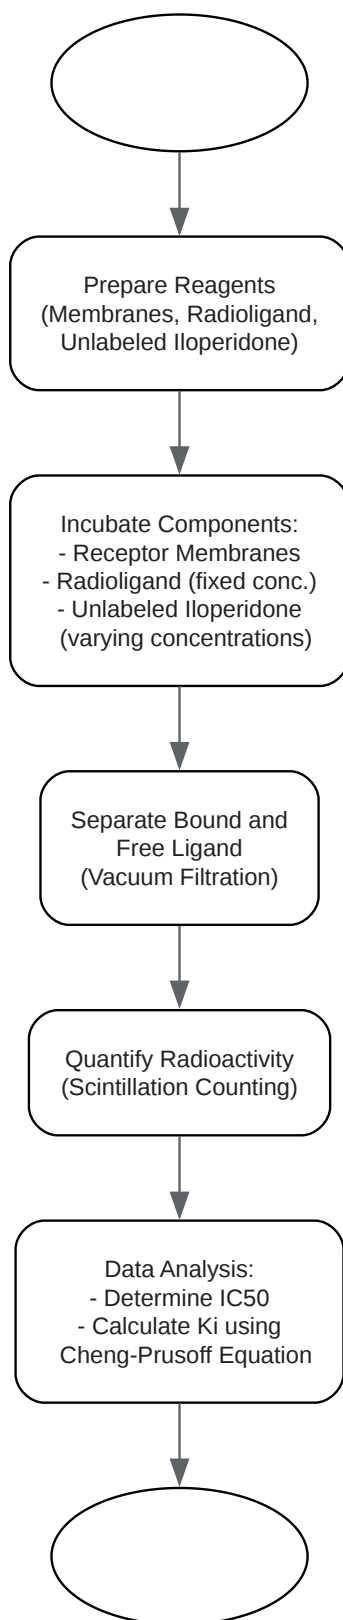 Prepare Reagents
(Membranes, Radioligand,
Unlabeled Iloperidone)
Incubate Components:
- Receptor Membranes
- Radioligand (fixed conc.)
- Unlabeled Iloperidone
(varying concentrations)
Separate Bound and
Free Ligand
(Vacuum Filtration)
Quantify Radioactivity
(Scintillation Counting)
Data Analysis:
- Determine IC50
- Calculate Ki using
Cheng-Prusoff Equation